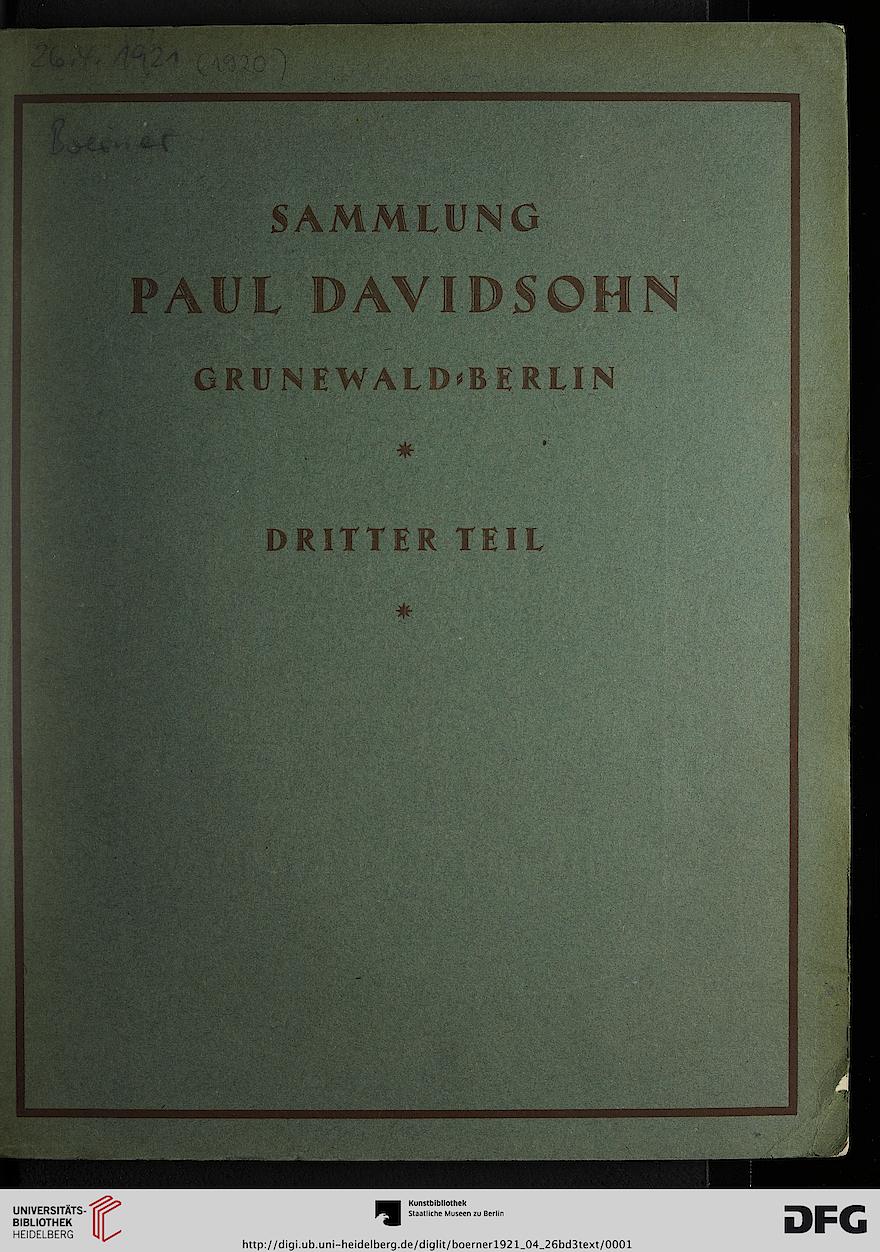 26.4.1921 (1920)
Boerner
SAMMLUNG
PAUL DAVIDSOHN
GRUNEWALD-BERLIN
*
DRITTER TEIL
*
UNIVERSITÄTS-
BIBLIOTHEK
HEIDELBERG
Kunstbibliothek
Staatliche Museen zu Berlin
DFG
http://digi.ub.uni-heidelberg.de/diglit/boerner1921_04_26bd3text/0001